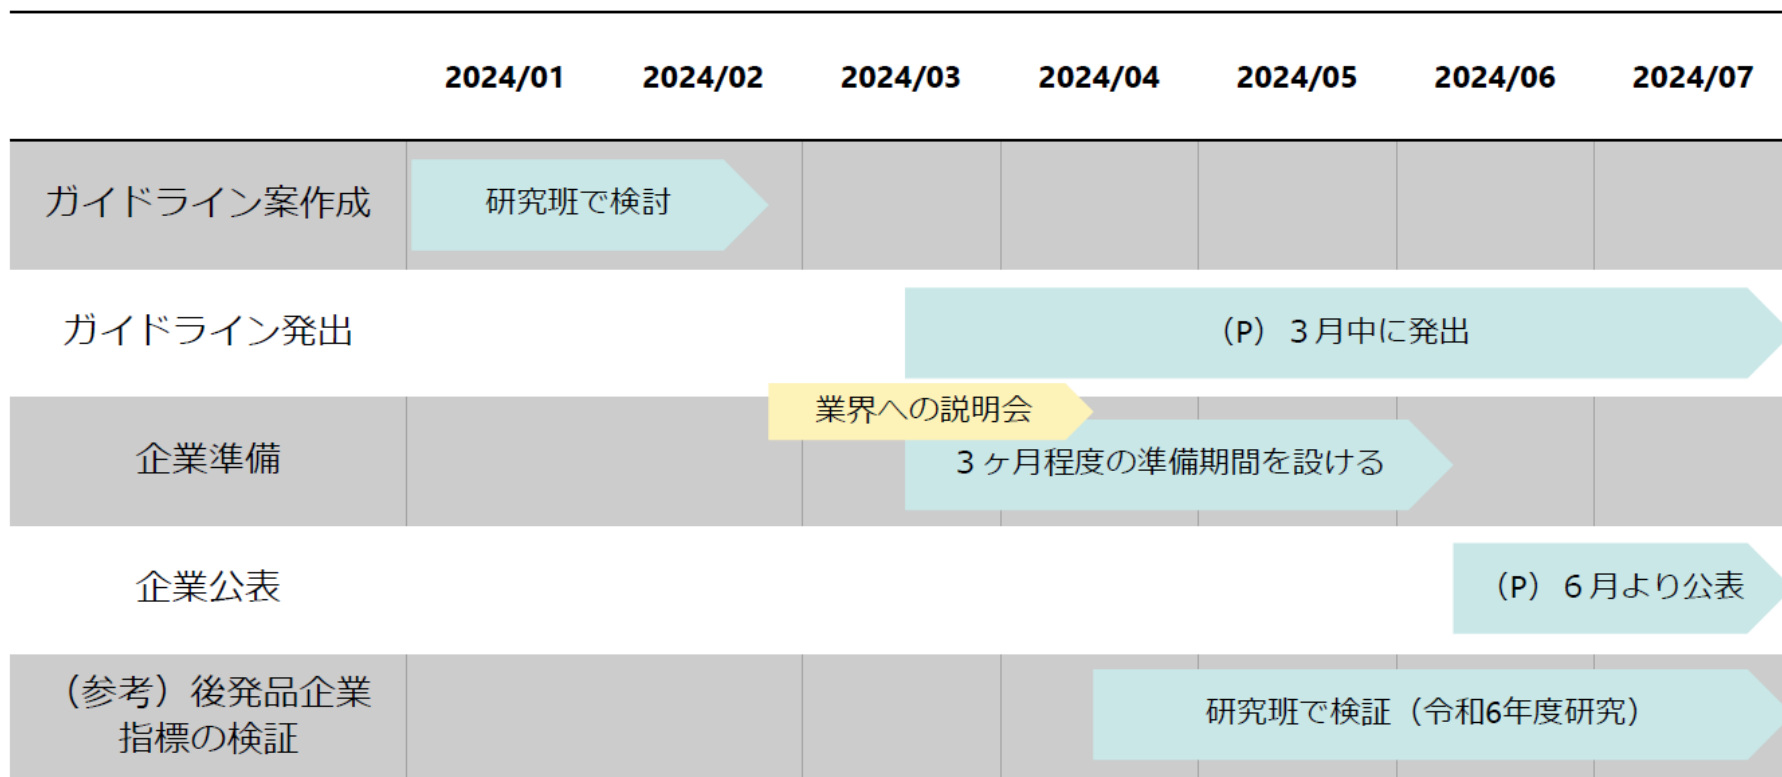 2024/01 2024/02 2024/03 2024/04 2024/05 2024/06 2024/07
ガイドライン案作成
研究班で検討
ガイドライン発出
（P）３月中に発出
業界への説明会
企業準備
３ヶ月程度の準備期間を設ける
企業公表
（P）６月より公表
（参考）後発品企業
指標の検証
研究班で検証（令和6年度研究）